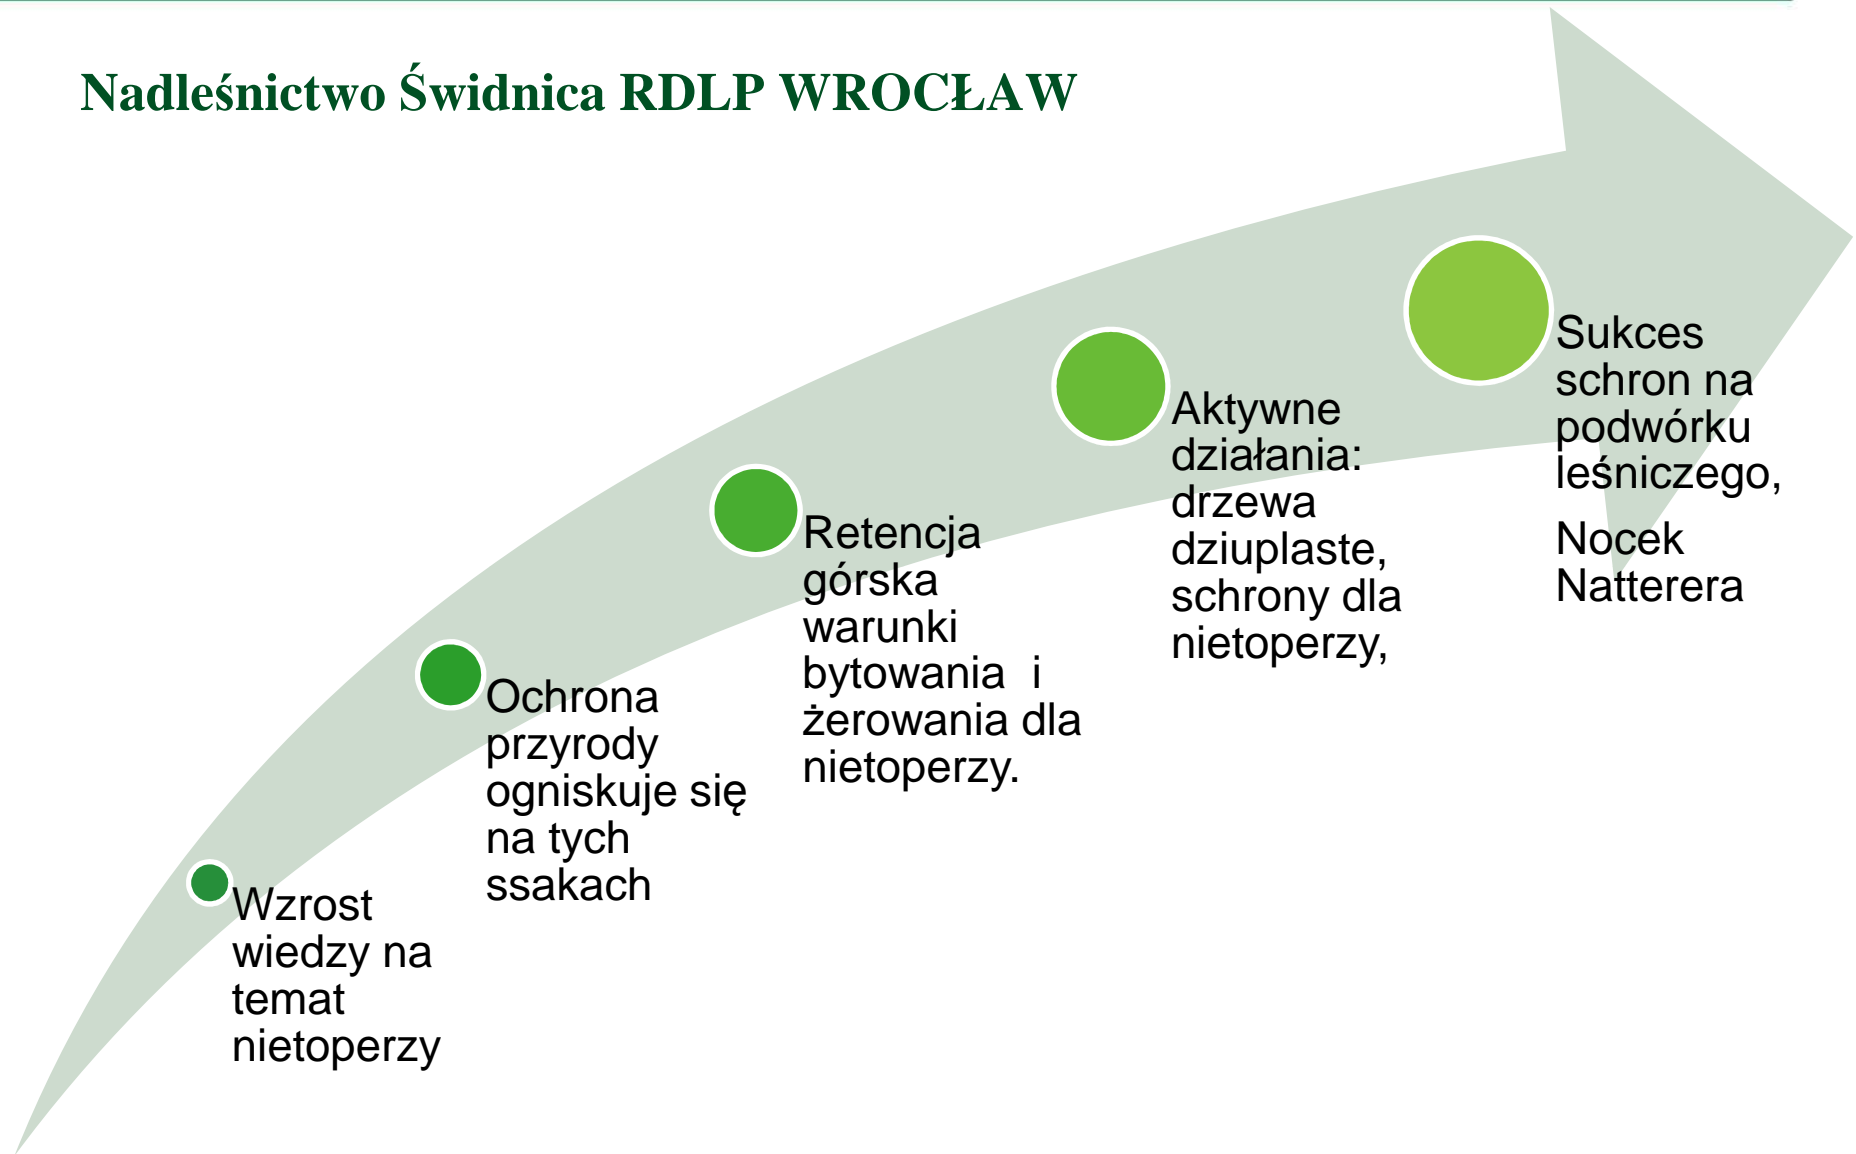 Nadleśnictwo Świdnica RDLP WROCŁAW
Wzrost
wiedzy na
temat
nietoperzy
Ochrona
przyrody
ogniskuje się
na tych
ssakach
Retencja
górska
warunki
bytowania  i
żerowania dla
nietoperzy.
Aktywne
działania:
drzewa
dziuplaste,
schrony dla
nietoperzy,
Sukces
schron na
podwórku
leśniczego,
Nocek
Natterera